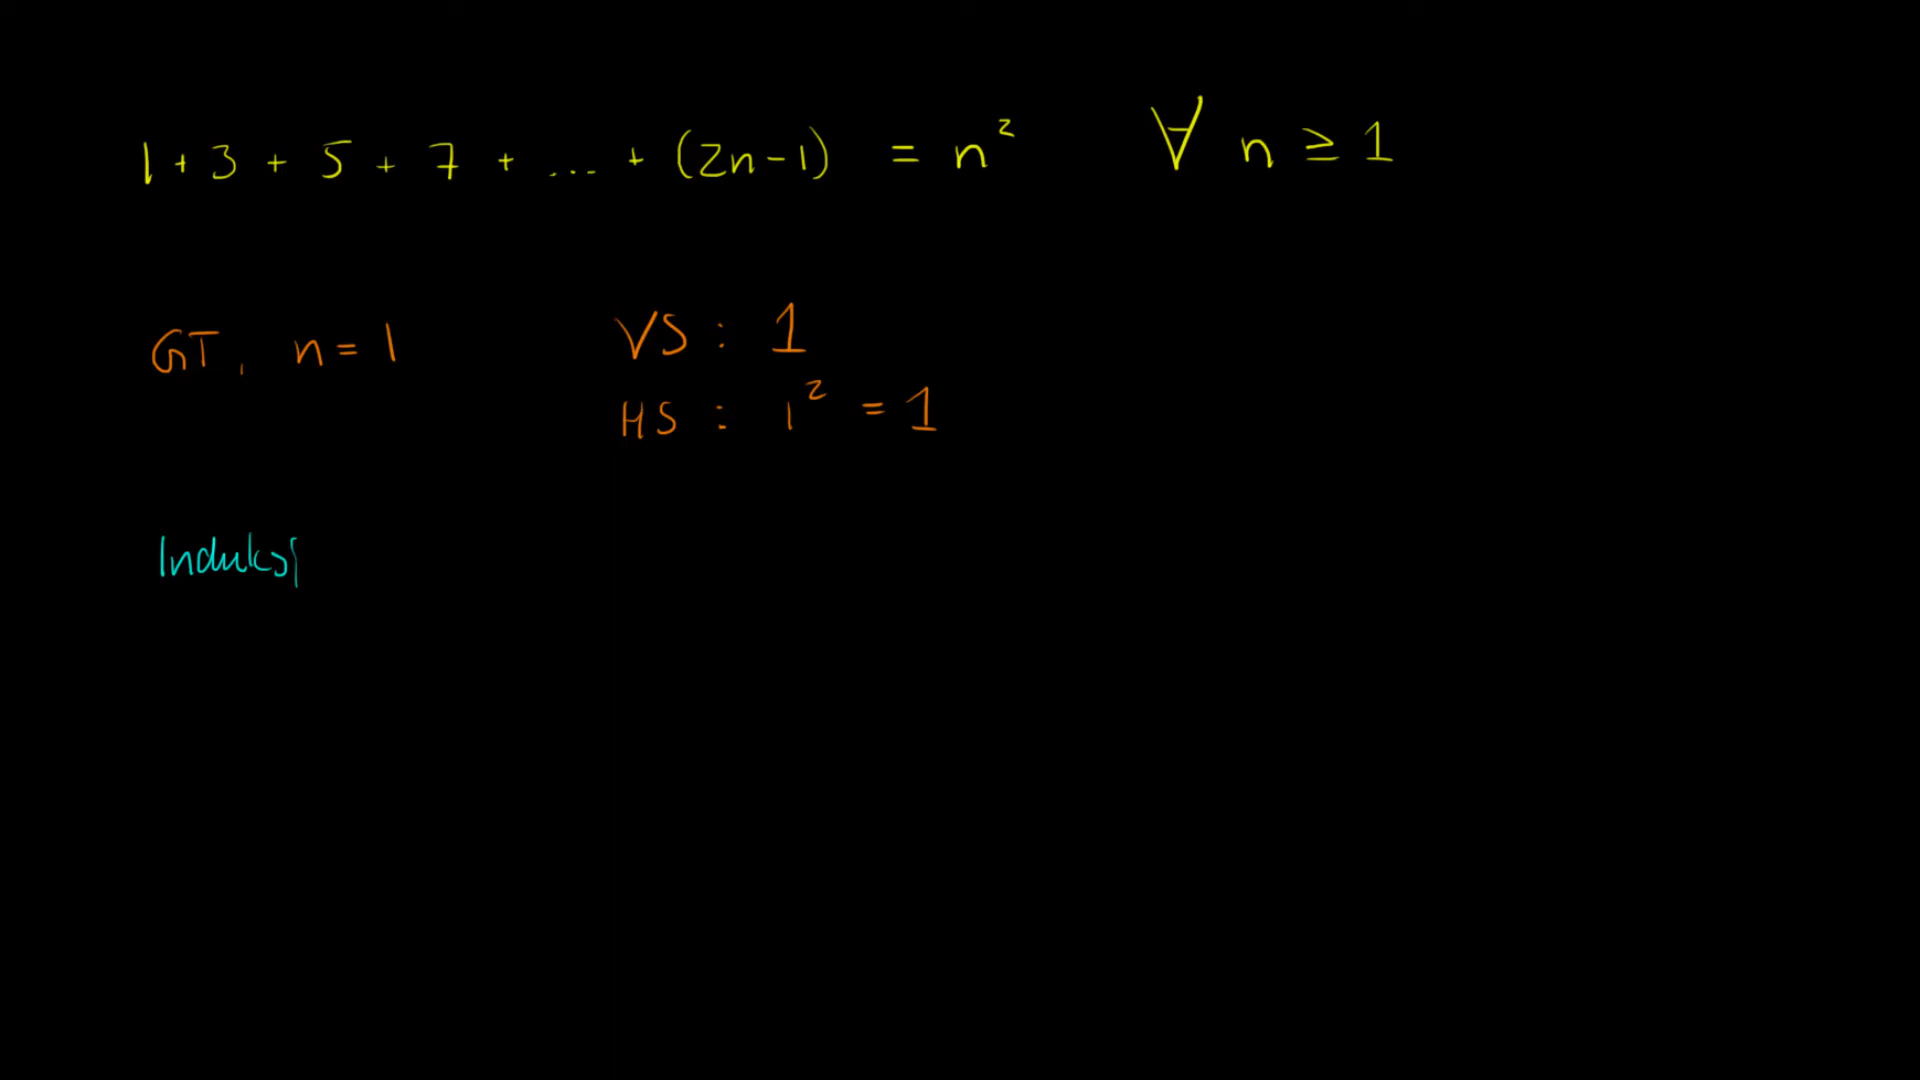 1 + 3 + 5 + 7 + ... + (2n-1) = n² ∀ n ≥ 1
GT, n = 1
VS : 1
HS : 1² = 1
Induksj